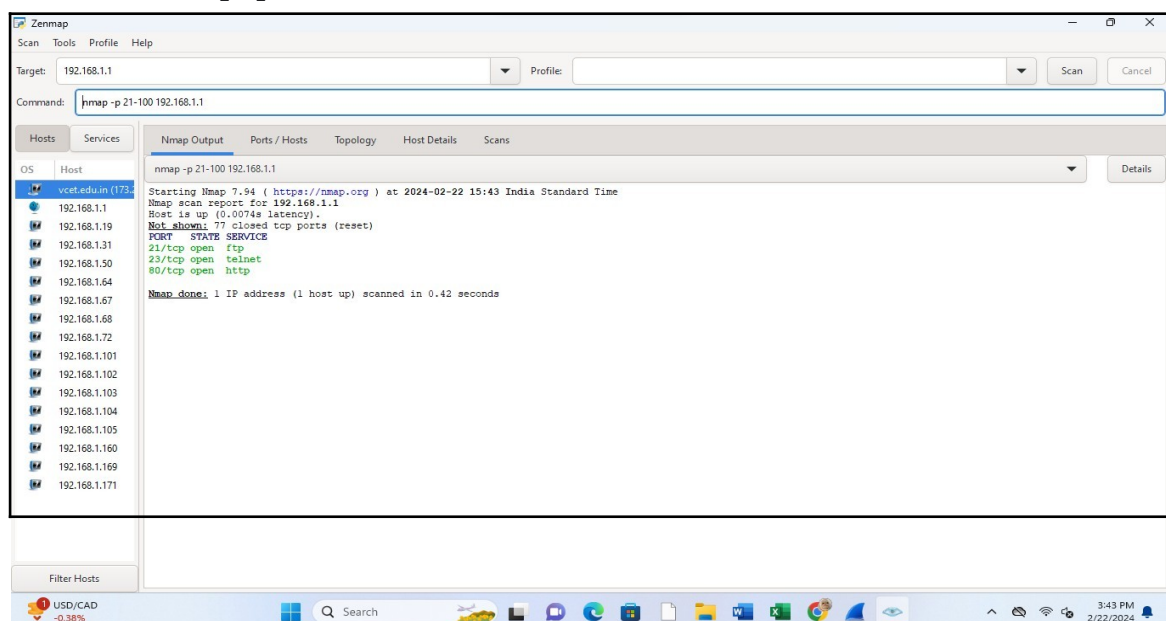 Zenmap
Scan Tools Profile Help
Target: 192.168.1.1 Profile: Scan Cancel
Command: nmap -p 21-100 192.168.1.1
Hosts Services Nmap Output Ports / Hosts Topology Host Details Scans
OS Host
nmap -p 21-100 192.168.1.1 Details
vcet.edu.in (173.2
192.168.1.1
192.168.1.19
192.168.1.31
192.168.1.50
192.168.1.64
192.168.1.67
192.168.1.68
192.168.1.72
192.168.1.101
192.168.1.102
192.168.1.103
192.168.1.104
192.168.1.105
192.168.1.160
192.168.1.169
192.168.1.171
Starting Nmap 7.94 ( https://nmap.org ) at 2024-02-22 15:43 India Standard Time
Nmap scan report for 192.168.1.1
Host is up (0.0074s latency).
Not shown: 77 closed tcp ports (reset)
PORT STATE SERVICE
21/tcp open ftp
23/tcp open telnet
80/tcp open http
Nmap done: 1 IP address (1 host up) scanned in 0.42 seconds
Filter Hosts
1
USD/CAD
-0.38%
Search
3:43 PM
2/22/2024